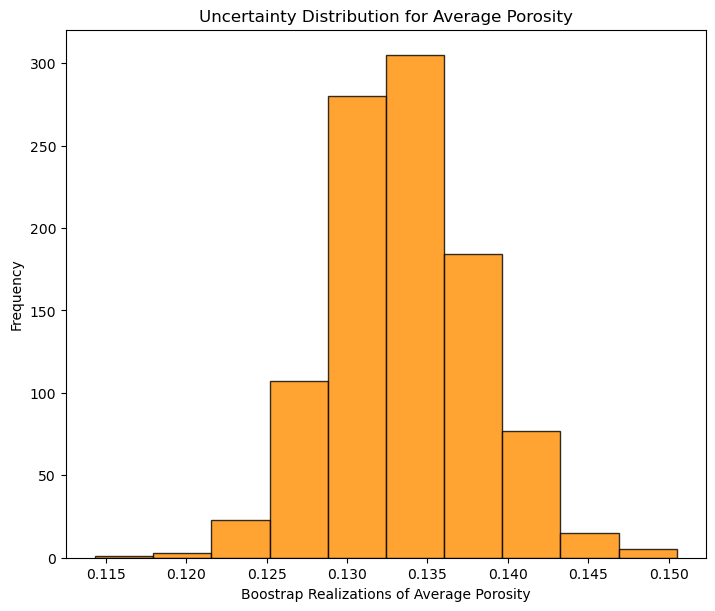 Uncertainty Distribution for Average Porosity
300
250
200
150
100
50
0
Frequency
0.115 0.120 0.125 0.130 0.135 0.140 0.145 0.150
Boostrap Realizations of Average Porosity